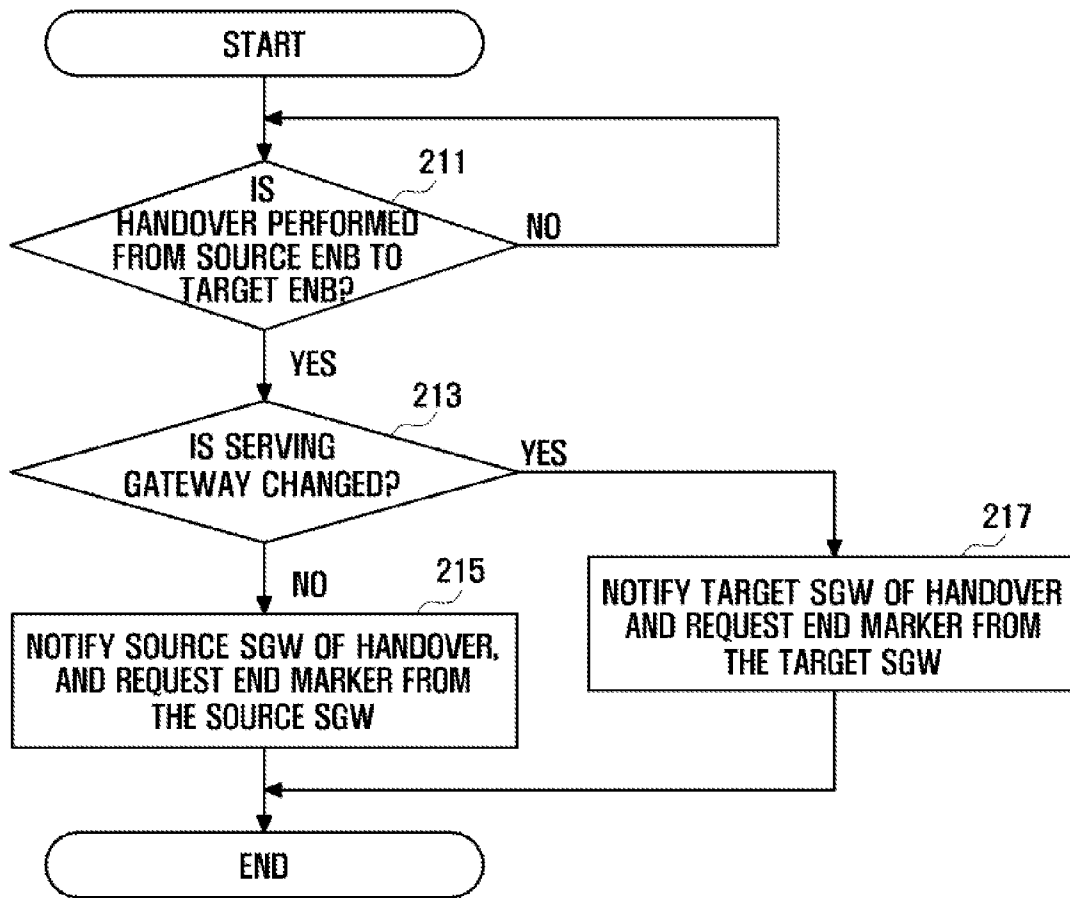 START
211
IS
HANDOVER PERFORMED
FROM SOURCE ENB TO
TARGET ENB?
NO
YES
213
IS SERVING
GATEWAY CHANGED?
YES
NO
215
NOTIFY SOURCE SGW OF HANDOVER,
AND REQUEST END MARKER FROM
THE SOURCE SGW
217
NOTIFY TARGET SGW OF HANDOVER
AND REQUEST END MARKER FROM
THE TARGET SGW
END